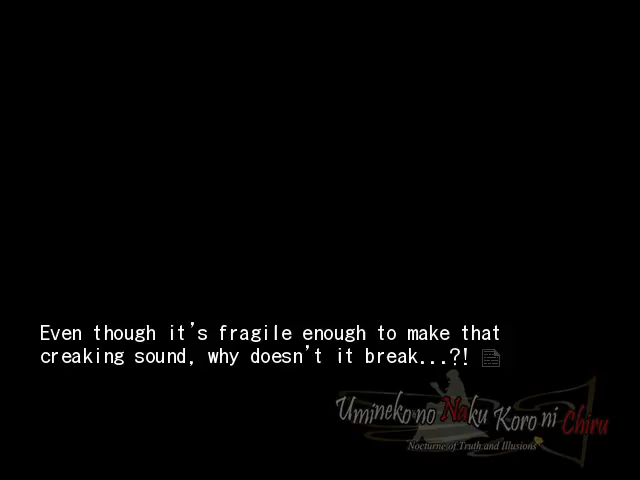 Even though it's fragile enough to make that
creaking sound, why doesn't it break...?!
Umineko no Naku Koro ni Chiru
Nocturne of Truth and Illusions